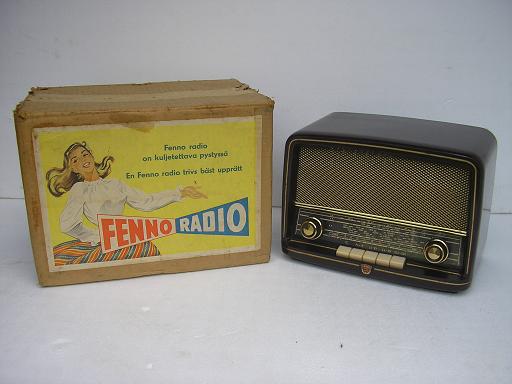 Fenno radio
on kuljetettava pystyssä
En Fenno radio trivs bäst upprätt
FENNO RADIO